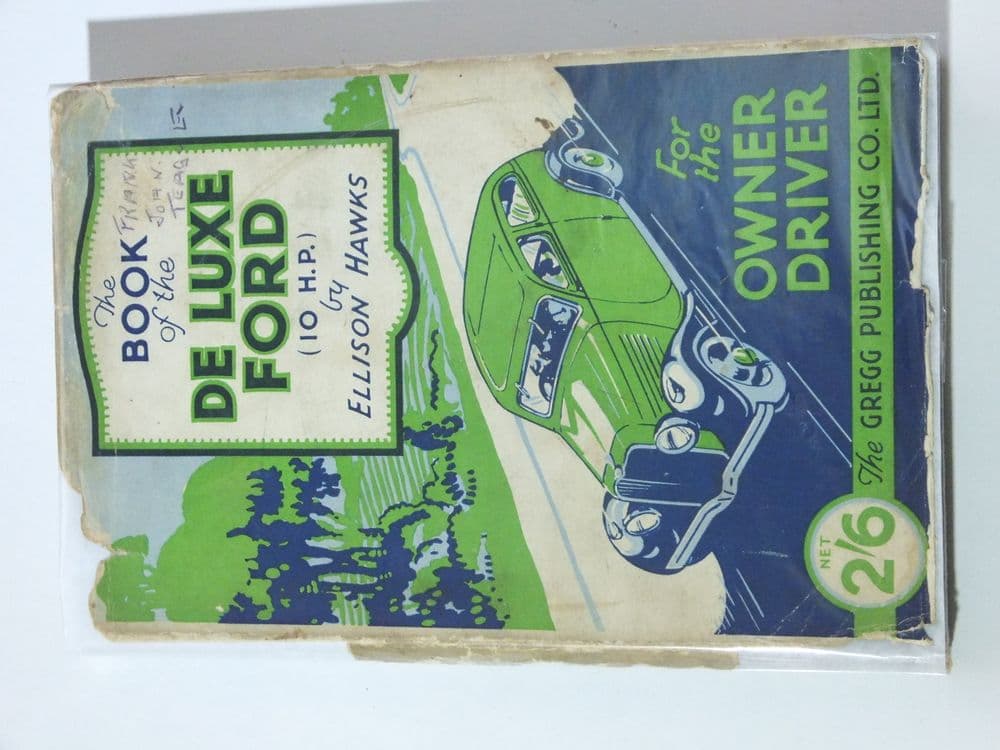 The
BOOK
of the
DE LUXE
FORD
(10 H.P.)
by
ELLISON HAWKS
FRANK
JOHN.
For
the
OWNER
DRIVER
NET
2/6
The GREGG PUBLISHING CO. LTD.